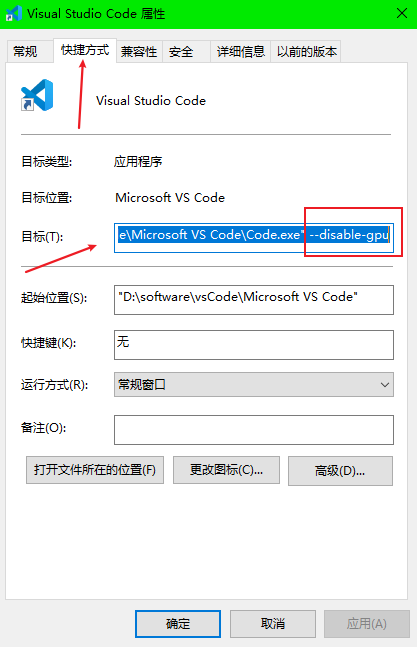 Visual Studio Code 属性
常规 快捷方式 兼容性 安全 详细信息 以前的版本
Visual Studio Code
目标类型: 应用程序
目标位置: Microsoft VS Code
目标(T): e\Microsoft VS Code\Code.exe" --disable-gpu
起始位置(S): "D:\software\vsCode\Microsoft VS Code"
快捷键(K): 无
运行方式(R): 常规窗口
备注(O):
打开文件所在的位置(F) 更改图标(C)... 高级(D)...
确定 取消 应用(A)